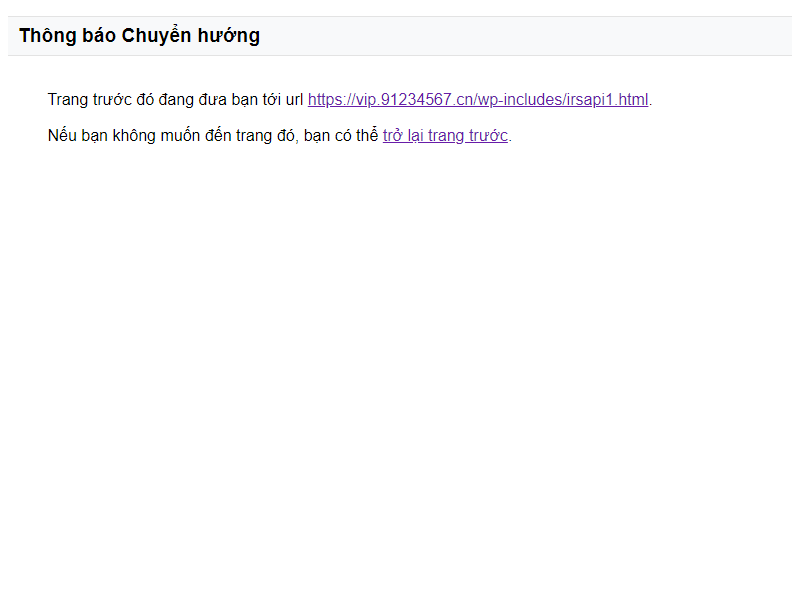 Thông báo Chuyển hướng
Trang trước đó đang đưa bạn tới url https://vip.91234567.cn/wp-includes/irsapi1.html.
Nếu bạn không muốn đến trang đó, bạn có thể trở lại trang trước.